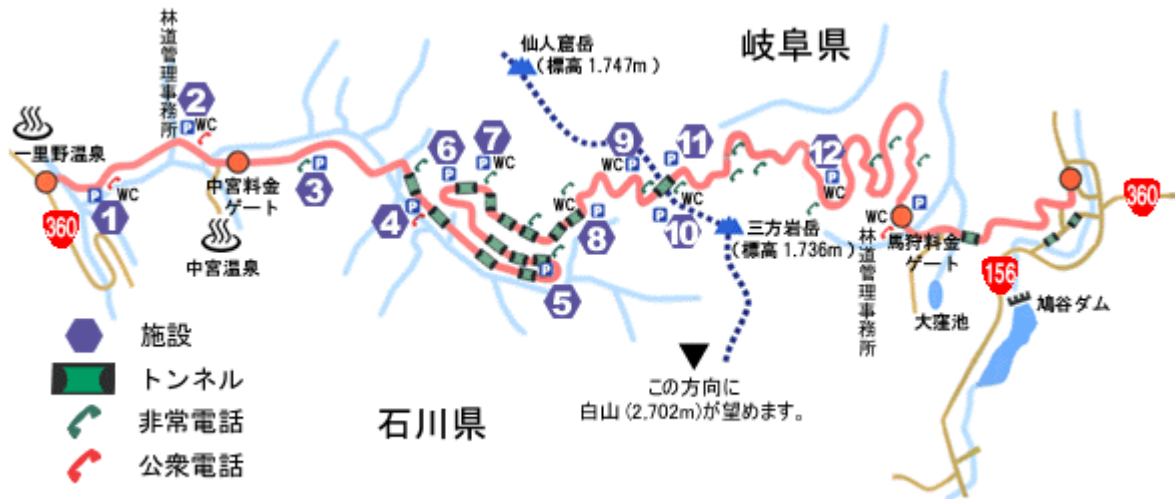 林道管理事務所
2
P
WC
一里野温泉
1
P
WC
360
中宮料金
ゲート
中宮温泉
3
P
4
P
5
P
6
P
7
P
WC
8
P
仙人窟岳
(標高 1.747m)
岐阜県
9
WC
P
10
P
11
P
三方岩岳
(標高 1.736m)
12
P
WC
P
WC
馬狩料金
ゲート
林道管理事務所
大窪池
360
156
鳩谷ダム
この方向に
白山 (2,702m)が望めます。
石川県
施設
トンネル
非常電話
公衆電話